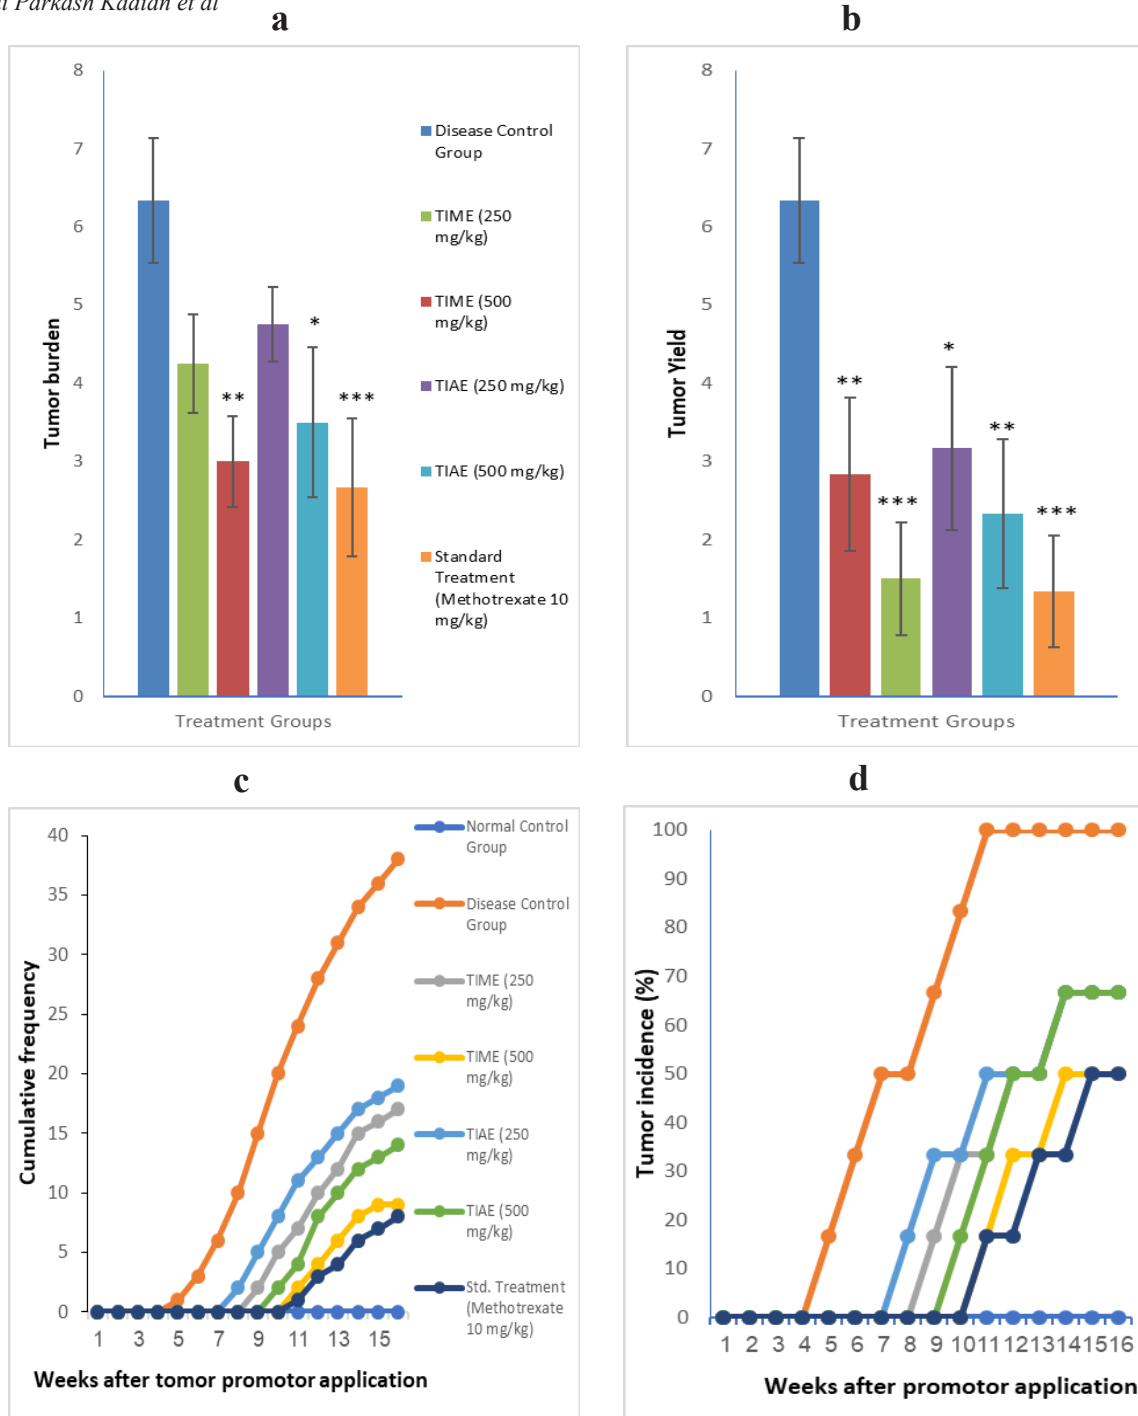 Parkash Kadian et al
a
8
7
6
5
4
3
2
1
0
Tumor burden
*
**
***
Treatment Groups
Disease Control
Group
TIME (250
mg/kg)
TIME (500
mg/kg)
TIAE (250 mg/kg)
TIAE (500 mg/kg)
Standard
Treatment
(Methotrexate 10
mg/kg)
b
8
7
6
5
4
3
2
1
0
Tumor Yield
**
***
*
**
***
Treatment Groups
c
40
35
30
25
20
15
10
5
0
Cumulative frequency
1 3 5 7 9 11 13 15
Weeks after tomor promotor application
Normal Control
Group
Disease Control
Group
TIME (250
mg/kg)
TIME (500
mg/kg)
TIAE (250
mg/kg)
TIAE (500
mg/kg)
Std. Treatment
(Methotrexate
10 mg/kg)
d
100
90
80
70
60
50
40
30
20
10
0
Tumor incidence (%)
1 2 3 4 5 6 7 8 9 10 11 12 13 14 15 16
Weeks after promotor application